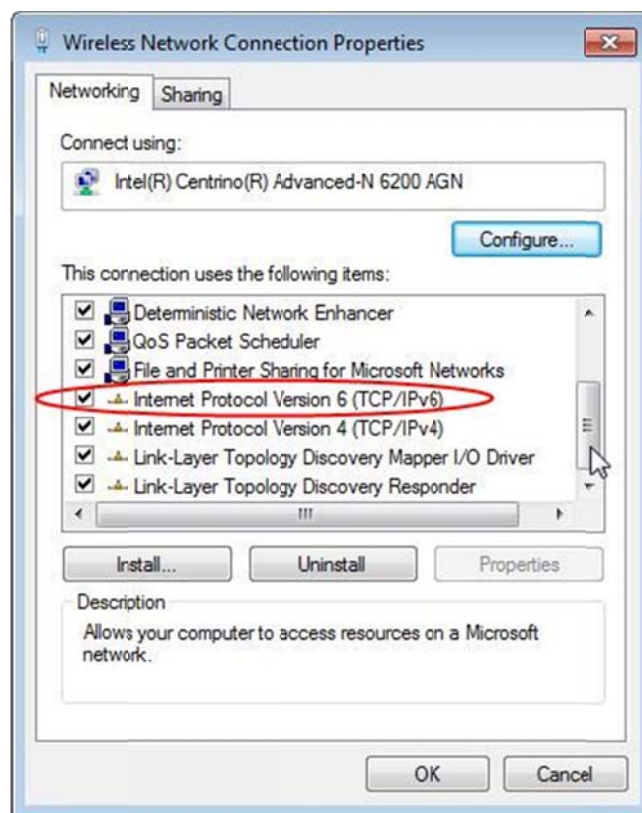 Wireless Network Connection Properties
Networking
Sharing
Connect using:
Intel(R) Centrino(R) Advanced-N 6200 AGN
Configure...
This connection uses the following items:
Deterministic Network Enhancer
QoS Packet Scheduler
File and Printer Sharing for Microsoft Networks
Internet Protocol Version 6 (TCP/IPv6)
Internet Protocol Version 4 (TCP/IPv4)
Link-Layer Topology Discovery Mapper I/O Driver
Link-Layer Topology Discovery Responder
Install...
Uninstall
Properties
Description
Allows your computer to access resources on a Microsoft
network.
OK
Cancel